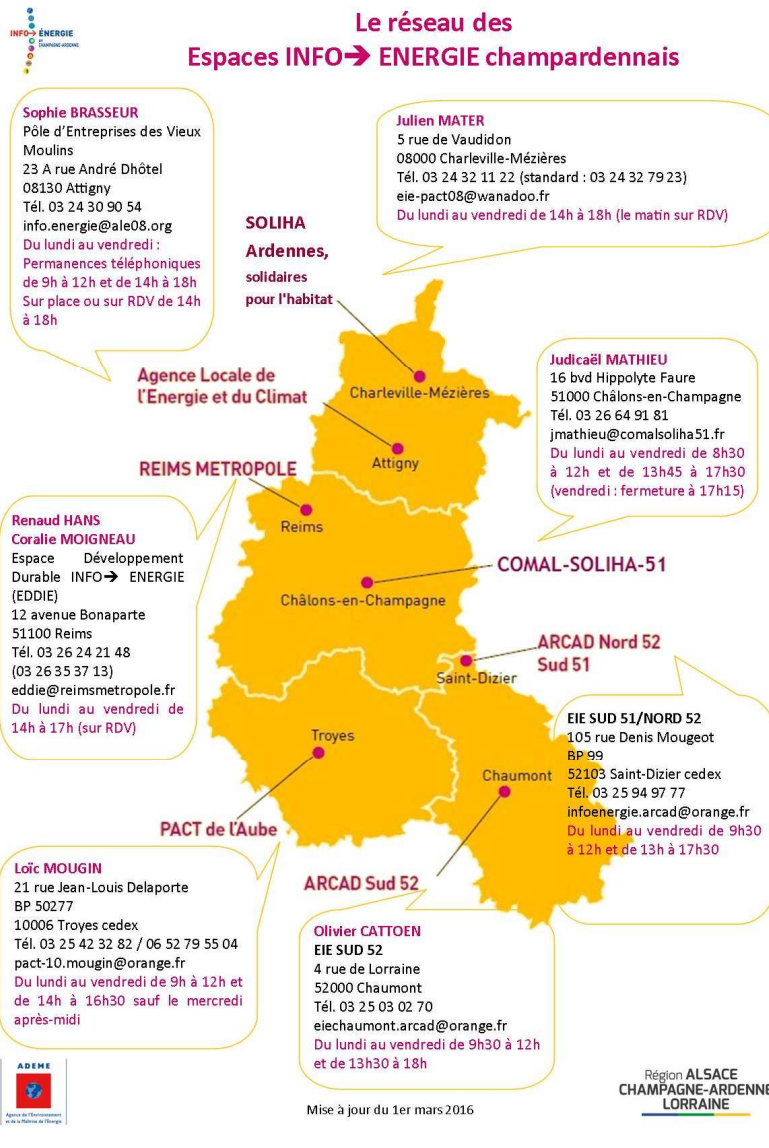 INFO➔ ÉNERGIE
EN
CHAMPAGNE-ARDENNE
Le réseau des
Espaces INFO➔ ENERGIE champardennais
Sophie BRASSEUR
Pôle d'Entreprises des Vieux
Moulins
23 A rue André Dhôtel
08130 Attigny
Tél. 03 24 30 90 54
info.energie@ale08.org
Du lundi au vendredi :
Permanences téléphoniques
de 9h à 12h et de 14h à 18h
Sur place ou sur RDV de 14h
à 18h
Julien MATER
5 rue de Vaudidon
08000 Charleville-Mézières
Tél. 03 24 32 11 22 (standard : 03 24 32 79 23)
eie-pact08@wanadoo.fr
Du lundi au vendredi de 14h à 18h (le matin sur RDV)
SOLIHA
Ardennes,
solidaires
pour l'habitat
Agence Locale de
l'Energie et du Climat
Charleville-Mézières
Attigny
Judicaël MATHIEU
16 bvd Hippolyte Faure
51000 Châlons-en-Champagne
Tél. 03 26 64 91 81
jmathieu@comalsoliha51.fr
Du lundi au vendredi de 8h30
à 12h et de 13h45 à 17h30
(vendredi : fermeture à 17h15)
REIMS METROPOLE
Reims
Renaud HANS
Coralie MOIGNEAU
Espace Développement
Durable INFO➔ ENERGIE
(EDDIE)
12 avenue Bonaparte
51100 Reims
Tél. 03 26 24 21 48
(03 26 35 37 13)
eddie@reimsmetropole.fr
Du lundi au vendredi de
14h à 17h (sur RDV)
COMAL-SOLIHA-51
Châlons-en-Champagne
ARCAD Nord 52
Sud 51
Saint-Dizier
EIE SUD 51/NORD 52
105 rue Denis Mougeot
BP 99
52103 Saint-Dizier cedex
Tél. 03 25 94 97 77
infoenergie.arcad@orange.fr
Du lundi au vendredi de 9h30
à 12h et de 13h à 17h30
Troyes
Chaumont
PACT de l'Aube
Loïc MOUGIN
21 rue Jean-Louis Delaporte
BP 50277
10006 Troyes cedex
Tél. 03 25 42 32 82 / 06 52 79 55 04
pact-10.mougin@orange.fr
Du lundi au vendredi de 9h à 12h et
de 14h à 16h30 sauf le mercredi
après-midi
ARCAD Sud 52
Olivier CATTOEN
EIE SUD 52
4 rue de Lorraine
52000 Chaumont
Tél. 03 25 03 02 70
eiechaumont.arcad@orange.fr
Du lundi au vendredi de 9h30 à 12h
et de 13h30 à 18h
ADEME
Agence de l'Environnement
et de la Maîtrise de l'Energie
Mise à jour du 1er mars 2016
Région ALSACE
CHAMPAGNE-ARDENNE
LORRAINE